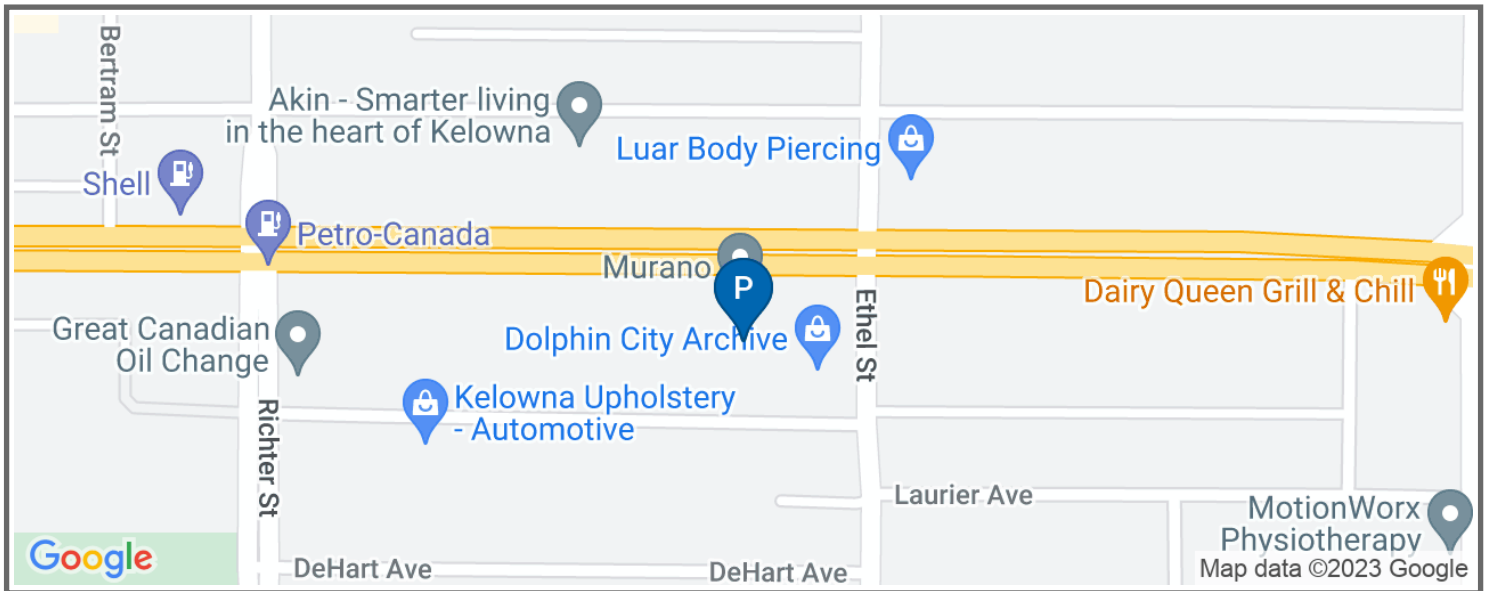 Bertram St
Akin - Smarter living
in the heart of Kelowna
Luar Body Piercing
Shell
Petro-Canada
Murano
P
Dairy Queen Grill & Chill
Great Canadian
Oil Change
Dolphin City Archive
Ethel St
Kelowna Upholstery
- Automotive
Richter St
Laurier Ave
MotionWorx
Physiotherapy
Google
DeHart Ave
DeHart Ave
Map data ©2023 Google